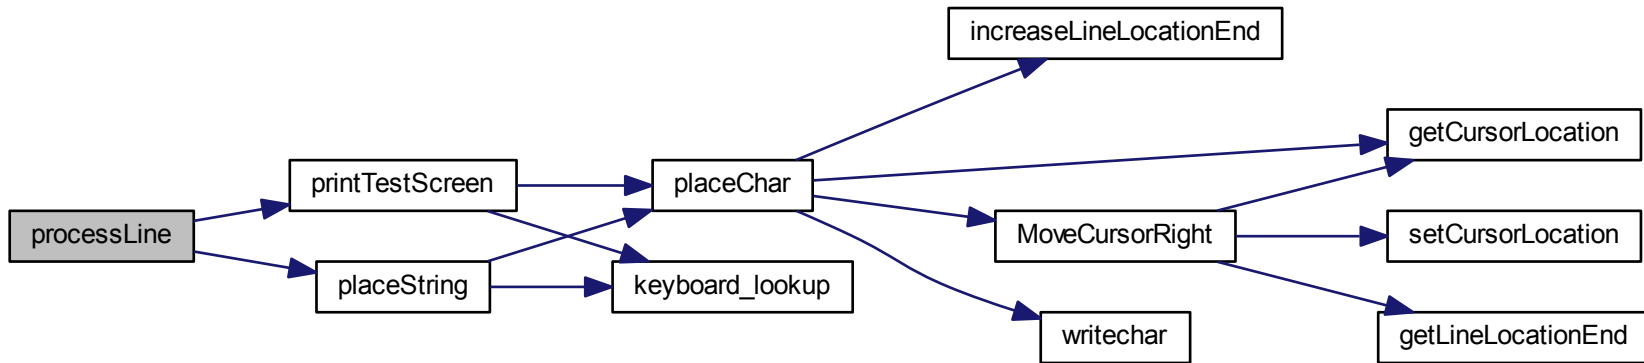 increaseLineLocationEnd
getCursorLocation
printTestScreen
placeChar
processLine
MoveCursorRight
setCursorLocation
placeString
keyboard_lookup
writechar
getLineLocationEnd